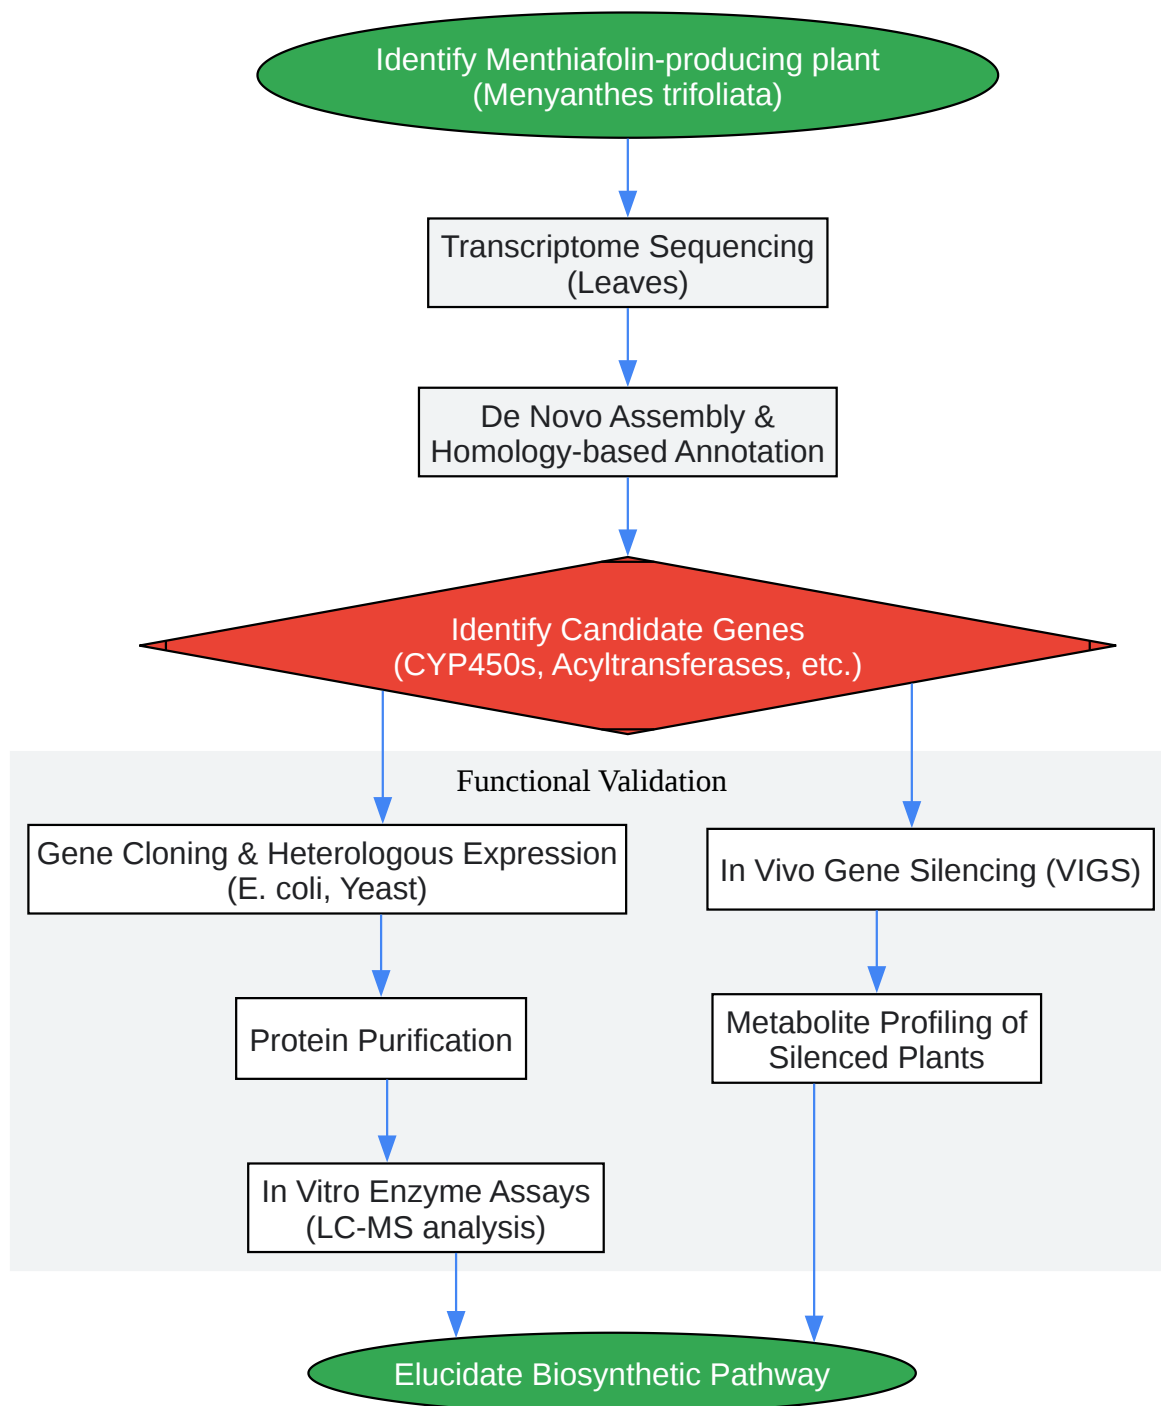 Identify Menthiafolin-producing plant
(Menyanthes trifoliata)
Transcriptome Sequencing
(Leaves)
De Novo Assembly &
Homology-based Annotation
Identify Candidate Genes
(CYP450s, Acyltransferases, etc.)
Functional Validation
Gene Cloning & Heterologous Expression
(E. coli, Yeast)
Protein Purification
In Vitro Enzyme Assays
(LC-MS analysis)
In Vivo Gene Silencing (VIGS)
Metabolite Profiling of
Silenced Plants
Elucidate Biosynthetic Pathway